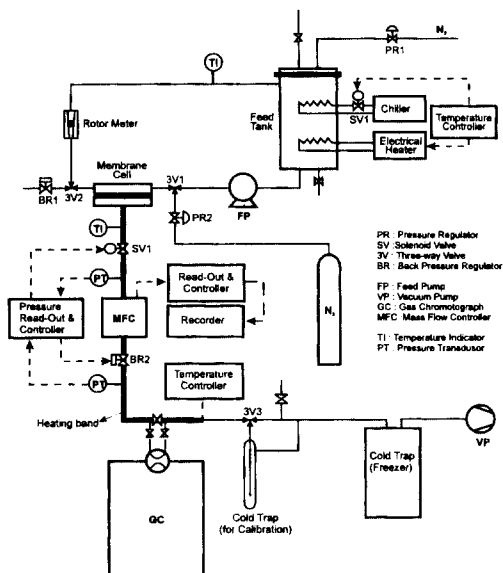 N₂
PR1
TI
SV1
Chiller
Feed
Tank
Temperature
Controller
Electrical
Heater
Rotor Meter
Membrane
Cell
3V1
BR1
3V2
FP
PR2
TI
SV1
PT
Read-Out &
Controller
Pressure
Read-Out &
Controller
MFC
Recorder
N₂
BR2
PT
Temperature
Controller
Heating band
3V3
VP
Cold Trap
(Freezer)
GC
Cold Trap
(for Calibration)
PR : Pressure Regulator
SV : Solenoid Valve
3V : Three-way Valve
BR : Back Pressure Regulator
FP : Feed Pump
VP : Vacuum Pump
GC : Gas Chromotograph
MFC: Mass Flow Controller
TI : Temperature Indicator
PT : Pressure Transdusor